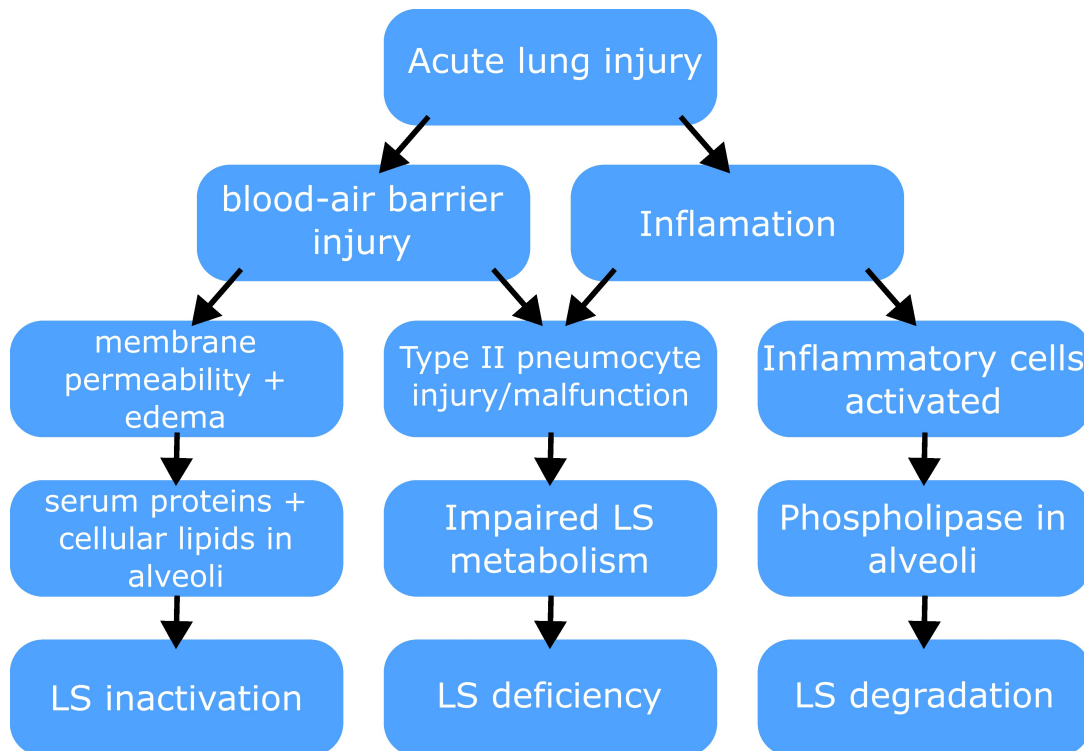 Acute lung injury
blood-air barrier
injury
Inflamation
membrane
permeability +
edema
Type II pneumocyte
injury/malfunction
Inflammatory cells
activated
serum proteins +
cellular lipids in
alveoli
Impaired LS
metabolism
Phospholipase in
alveoli
LS inactivation
LS deficiency
LS degradation